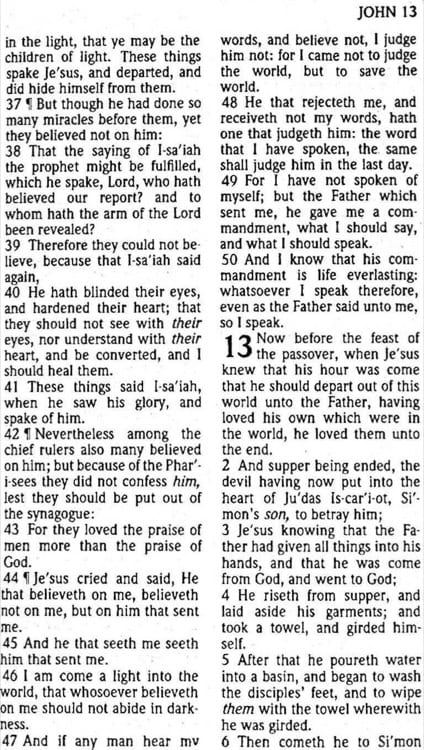 JOHN 13
in the light, that ye may be the
children of light. These things
spake Je'sus, and departed, and
did hide himself from them.
37 ¶ But though he had done so
many miracles before them, yet
they believed not on him:
38 That the saying of I-sa'iah
the prophet might be fulfilled,
which he spake, Lord, who hath
believed our report? and to
whom hath the arm of the Lord
been revealed?
39 Therefore they could not be-
lieve, because that I-sa'iah said
again,
40 He hath blinded their eyes,
and hardened their heart; that
they should not see with their
eyes, nor understand with their
heart, and be converted, and I
should heal them.
41 These things said I-sa'iah,
when he saw his glory, and
spake of him.
42 ¶ Nevertheless among the
chief rulers also many believed
on him; but because of the Phar'-
i-sees they did not confess him,
lest they should be put out of
the synagogue:
43 For they loved the praise of
men more than the praise of
God.
44 ¶ Je'sus cried and said, He
that believeth on me, believeth
not on me, but on him that sent
me.
45 And he that seeth me seeth
him that sent me.
46 I am come a light into the
world, that whosoever believeth
on me should not abide in dark-
ness.
47 And if any man hear my
words, and believe not, I judge
him not: for I came not to judge
the world, but to save the
world.
48 He that rejecteth me, and
receiveth not my words, hath
one that judgeth him: the word
that I have spoken, the same
shall judge him in the last day.
49 For I have not spoken of
myself; but the Father which
sent me, he gave me a com-
mandment, what I should say,
and what I should speak.
50 And I know that his com-
mandment is life everlasting:
whatsoever I speak therefore,
even as the Father said unto me,
so I speak.
13 Now before the feast of
the passover, when Je'sus
knew that his hour was come
that he should depart out of this
world unto the Father, having
loved his own which were in
the world, he loved them unto
the end.
2 And supper being ended, the
devil having now put into the
heart of Ju'das Is-car'i-ot, Si'-
mon's son, to betray him;
3 Je'sus knowing that the Fa-
ther had given all things into his
hands, and that he was come
from God, and went to God;
4 He riseth from supper, and
laid aside his garments; and
took a towel, and girded him-
self.
5 After that he poureth water
into a basin, and began to wash
the disciples' feet, and to wipe
them with the towel wherewith
he was girded.
6 Then cometh he to Si'mon